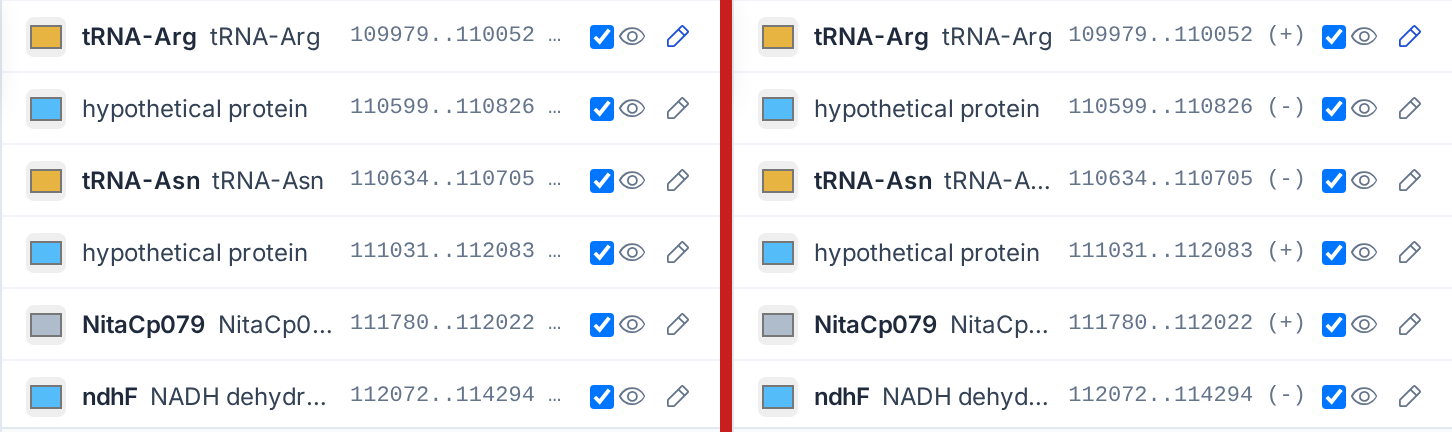 tRNA-Arg tRNA-Arg 109979..110052 …
hypothetical protein 110599..110826 …
tRNA-Asn tRNA-Asn 110634..110705 …
hypothetical protein 111031..112083 …
NitaCp079 NitaCp0... 111780..112022 …
ndhF NADH dehydr... 112072..114294 …
tRNA-Arg tRNA-Arg 109979..110052 (+)
hypothetical protein 110599..110826 (-)
tRNA-Asn tRNA-A... 110634..110705 (-)
hypothetical protein 111031..112083 (+)
NitaCp079 NitaCp... 111780..112022 (+)
ndhF NADH dehyd... 112072..114294 (-)